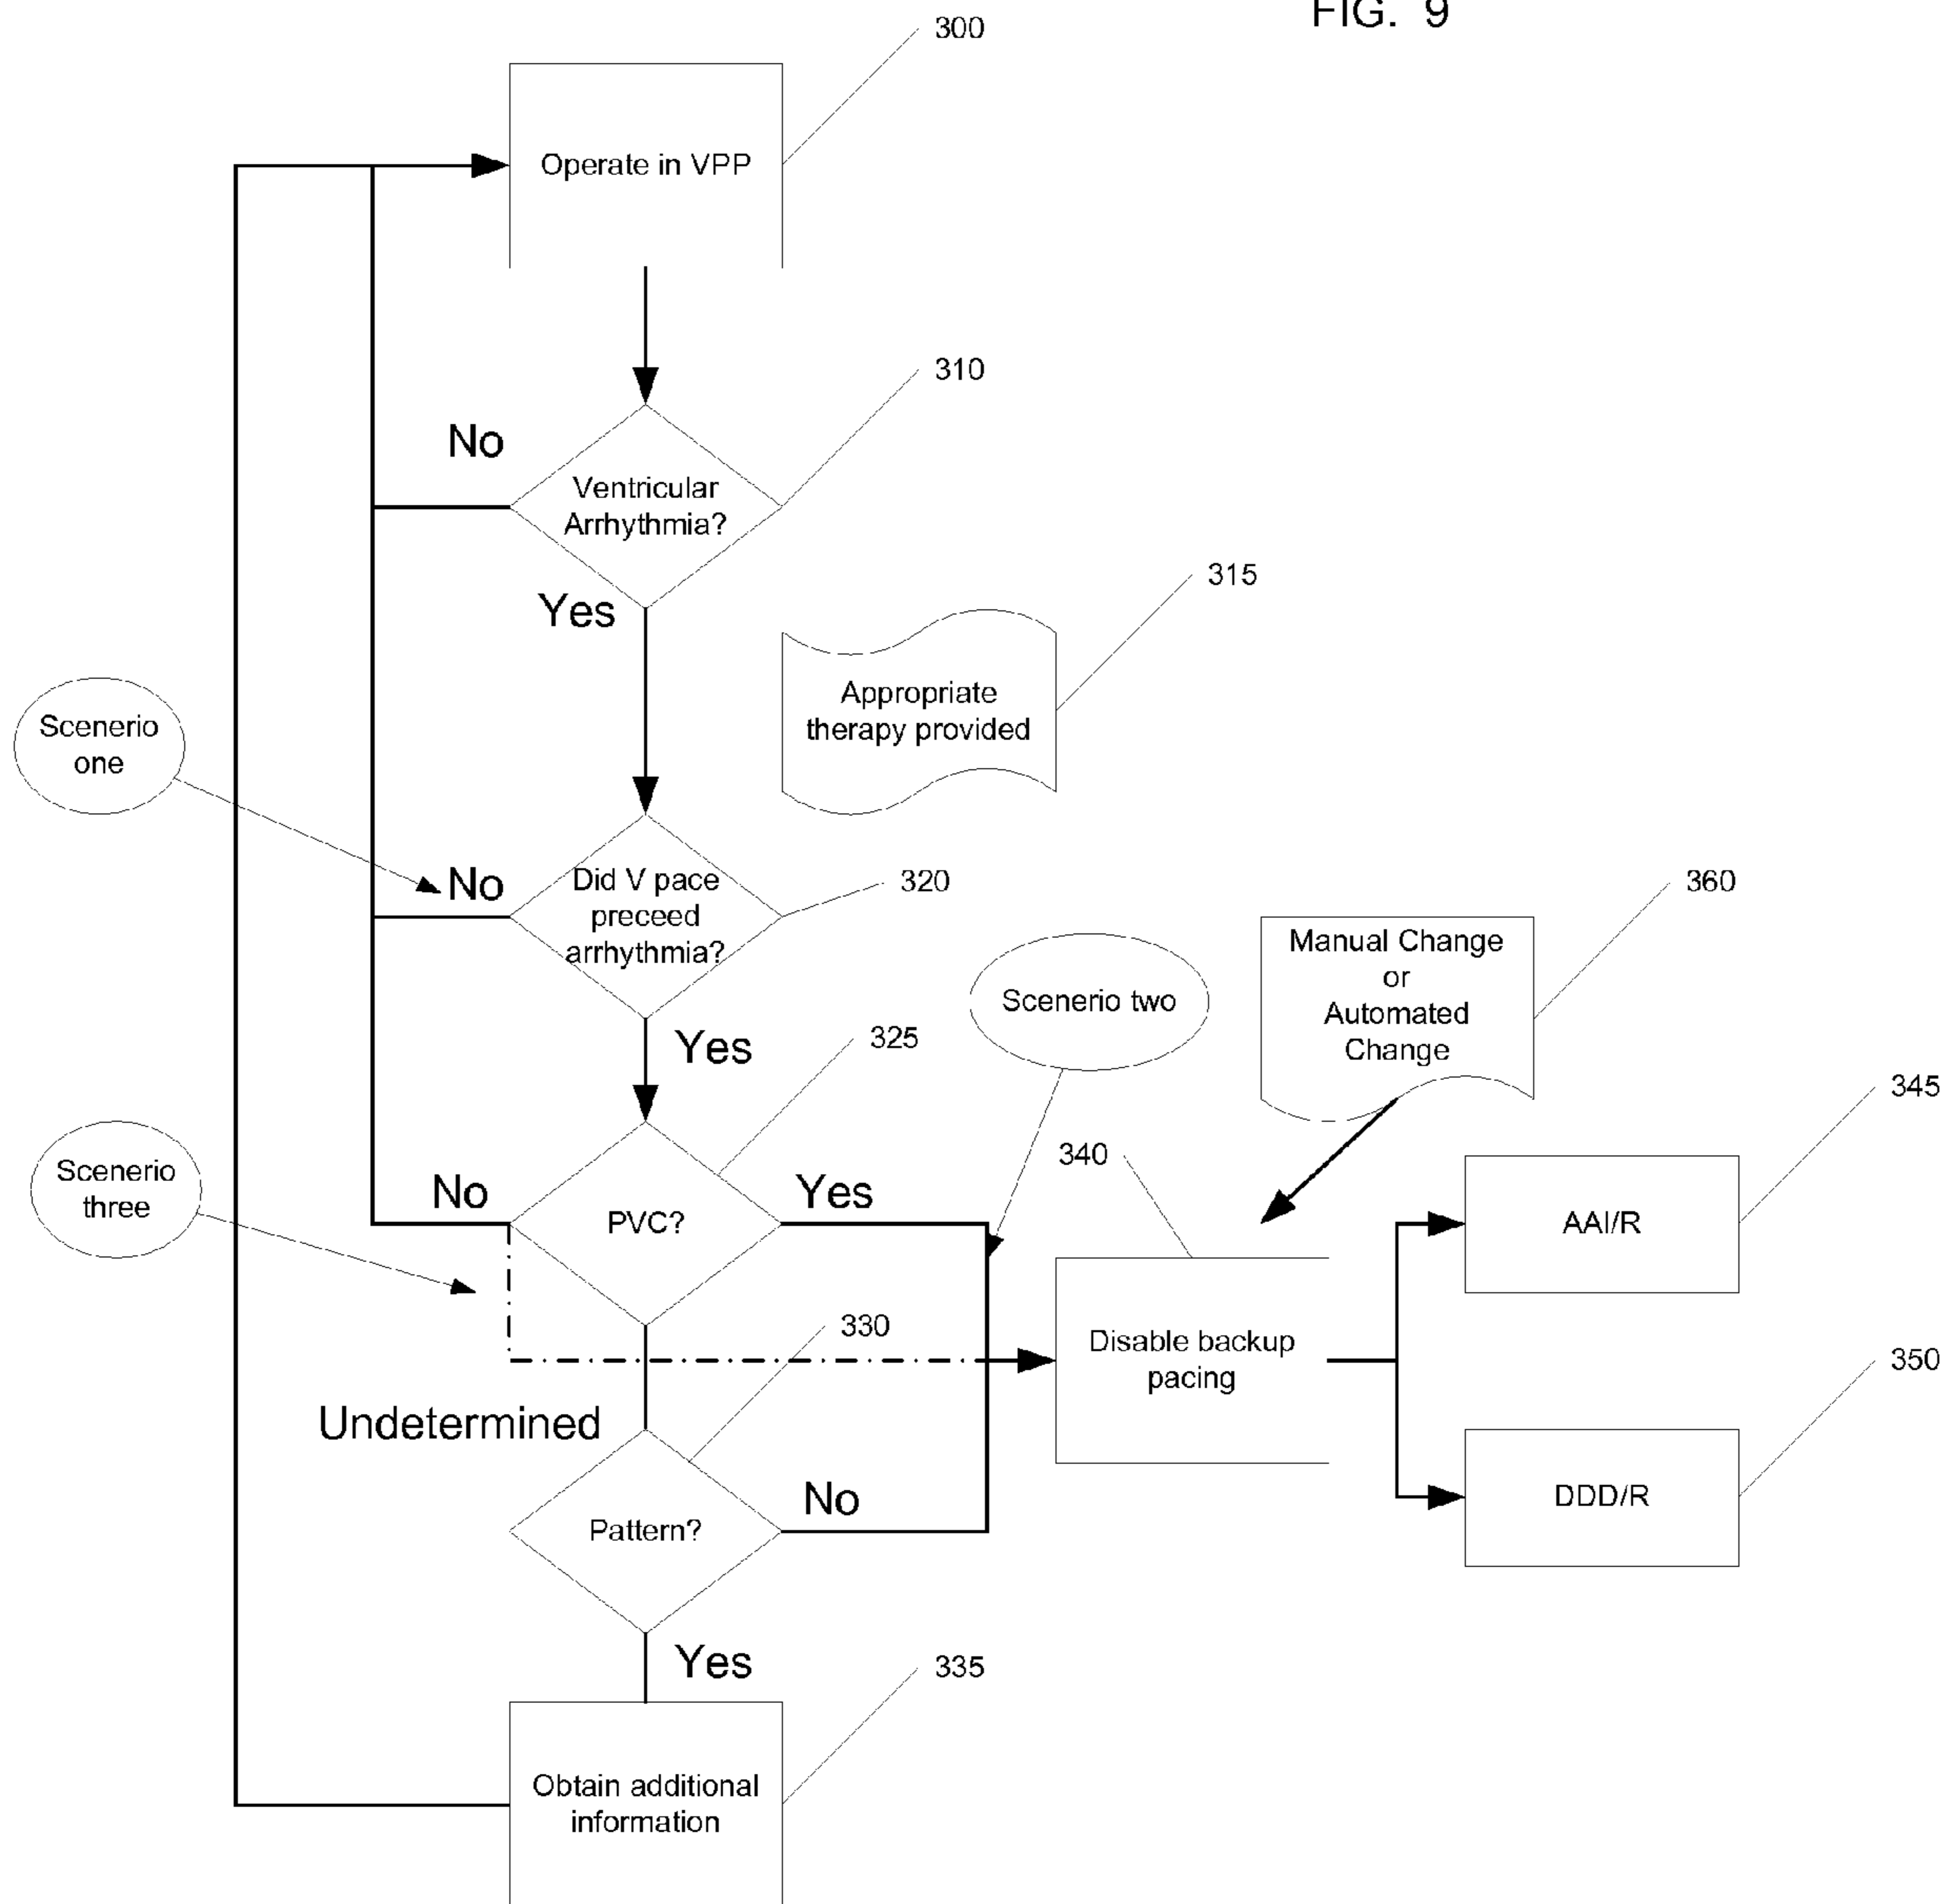 FIG. 9
300
Operate in VPP
310
No
Ventricular
Arrhythmia?
Yes
315
Appropriate
therapy provided
Scenerio
one
No
Did V pace
preceed
arrhythmia?
320
360
Manual Change
or
Automated
Change
Scenerio two
Yes
325
345
340
Scenerio
three
No
PVC?
Yes
AAI/R
330
Disable backup
pacing
350
Undetermined
No
DDD/R
Pattern?
Yes
335
Obtain additional
information